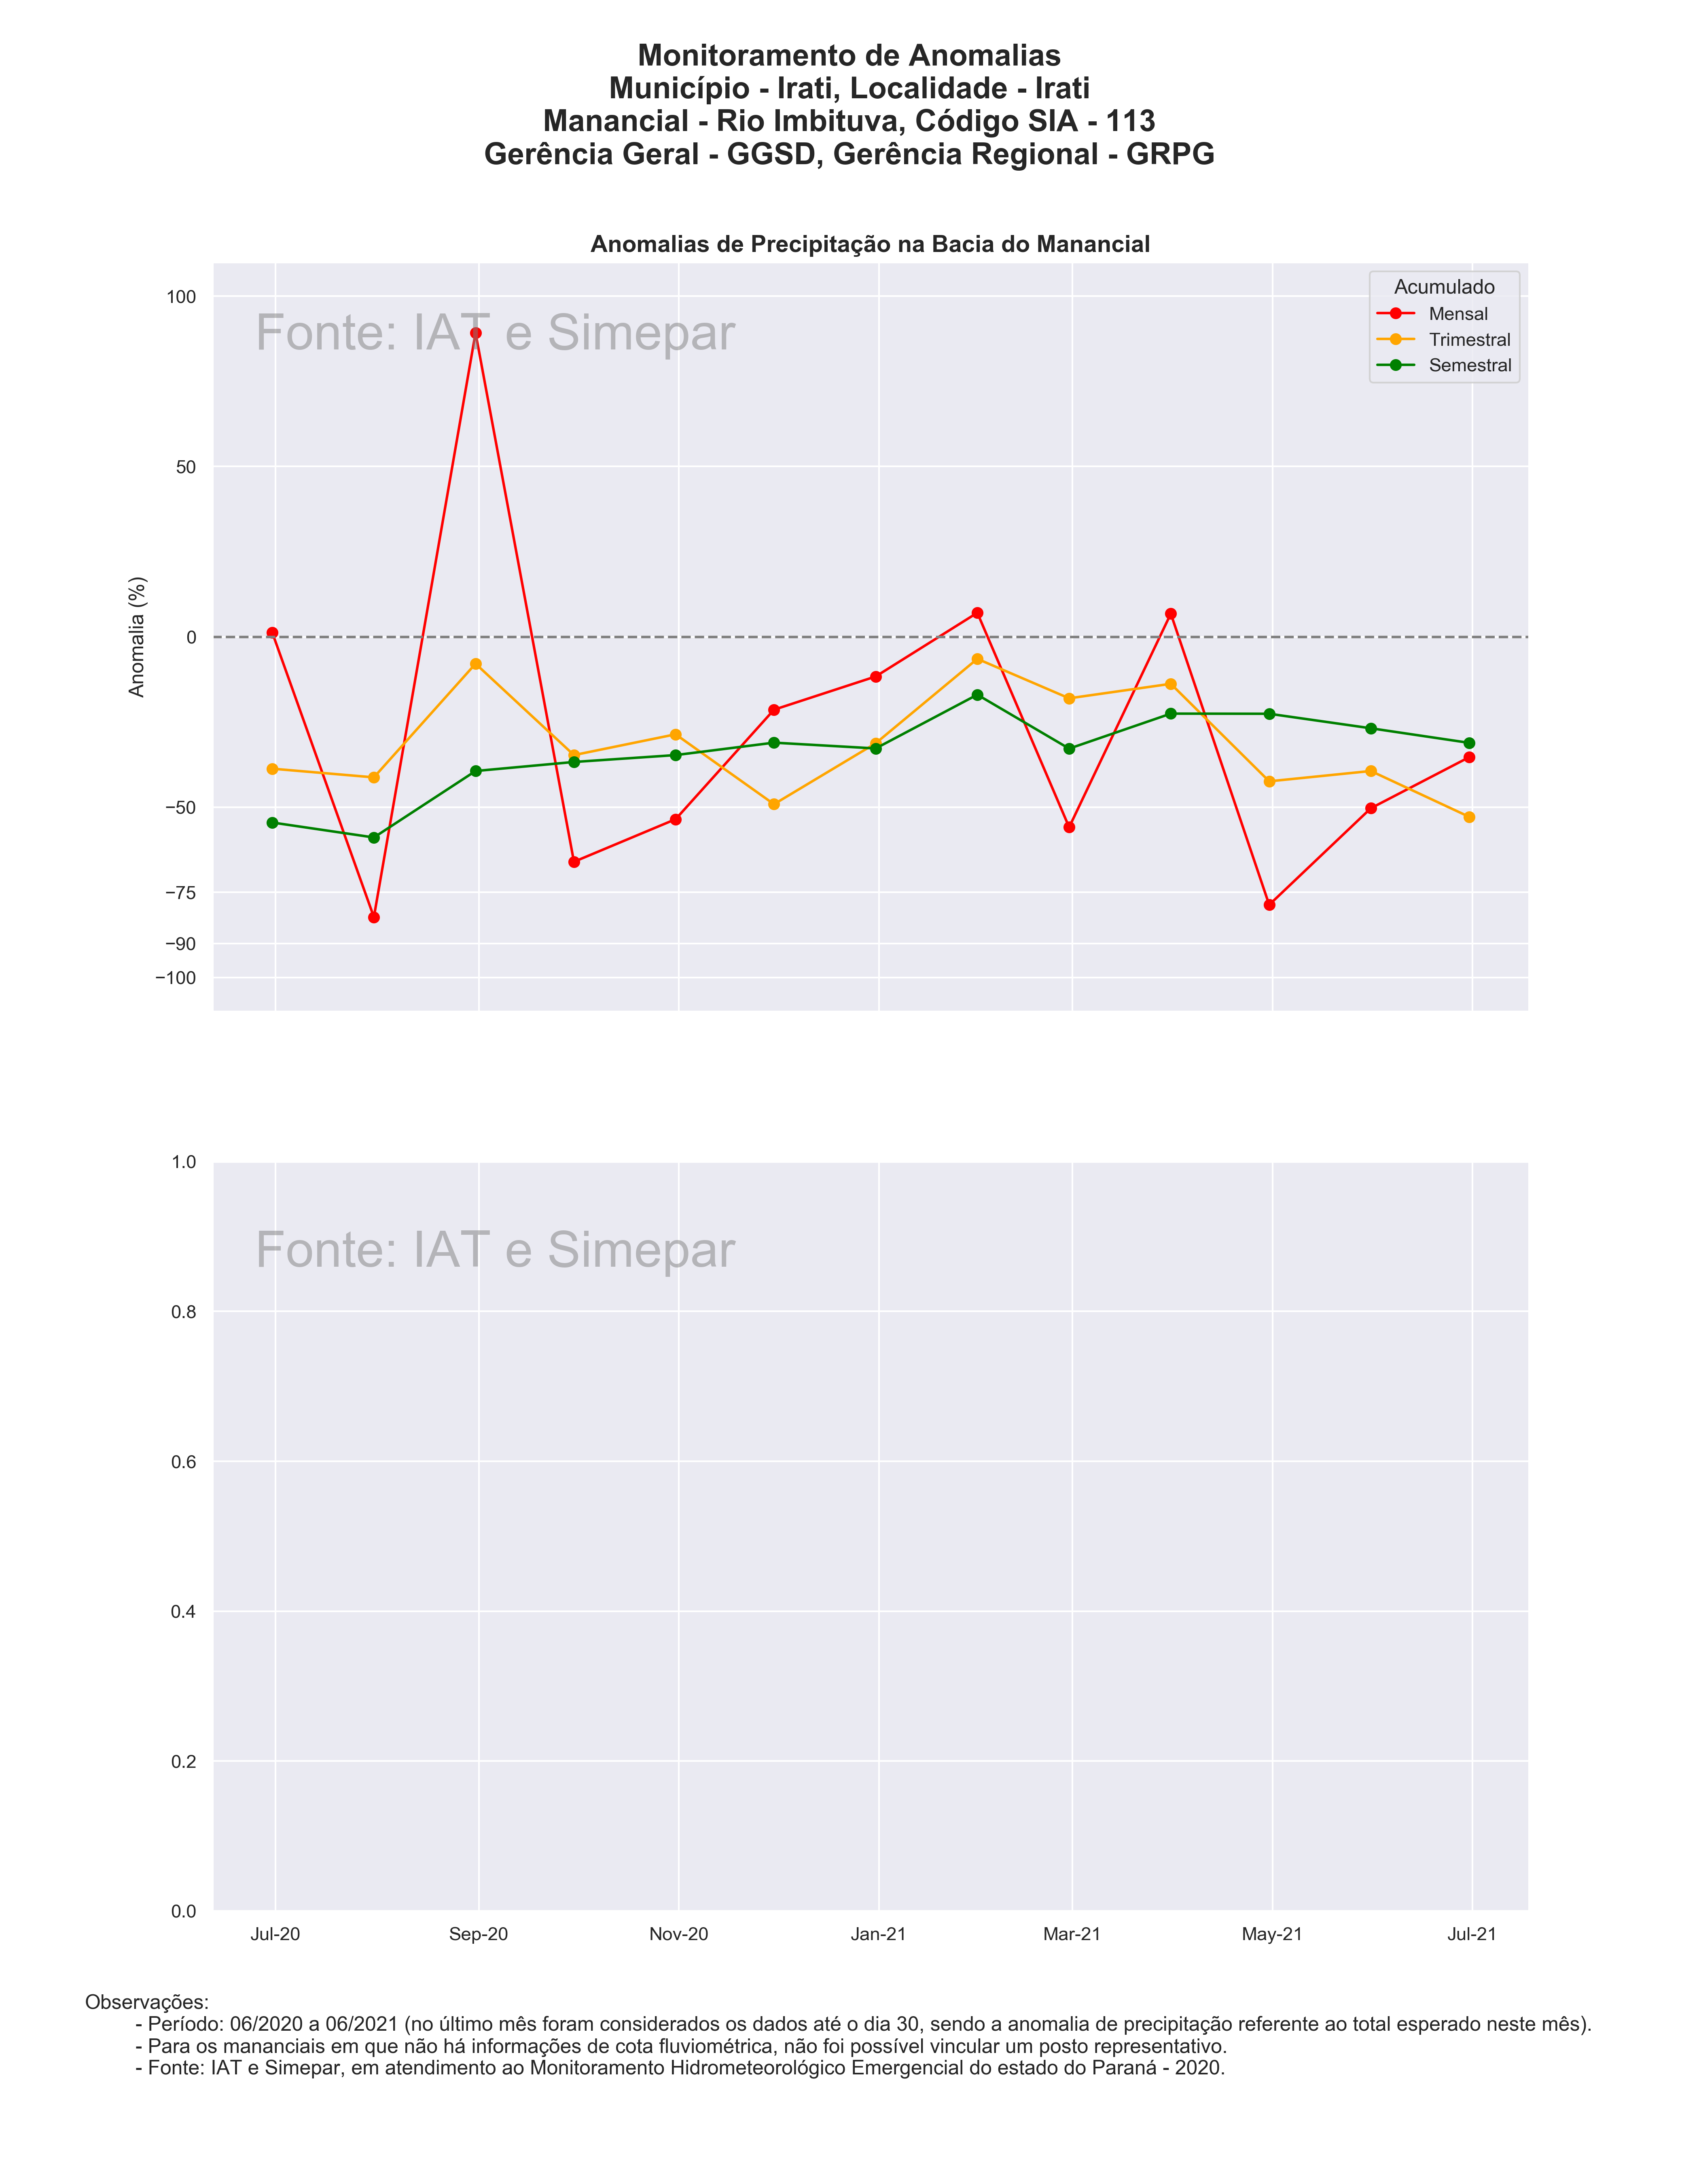 Monitoramento de Anomalias
Município - Irati, Localidade - Irati
Manancial - Rio Imbituva, Código SIA - 113
Gerência Geral - GGSD, Gerência Regional - GRPG
Anomalias de Precipitação na Bacia do Manancial
Fonte: IAT e Simepar
Acumulado
Mensal
Trimestral
Semestral
Anomalia (%)
100
50
0
−50
−75
−90
−100
Fonte: IAT e Simepar
1.0
0.8
0.6
0.4
0.2
0.0
Jul-20 Sep-20 Nov-20 Jan-21 Mar-21 May-21 Jul-21
Observações:
- Período: 06/2020 a 06/2021 (no último mês foram considerados os dados até o dia 30, sendo a anomalia de precipitação referente ao total esperado neste mês).
- Para os mananciais em que não há informações de cota fluviométrica, não foi possível vincular um posto representativo.
- Fonte: IAT e Simepar, em atendimento ao Monitoramento Hidrometeorológico Emergencial do estado do Paraná - 2020.